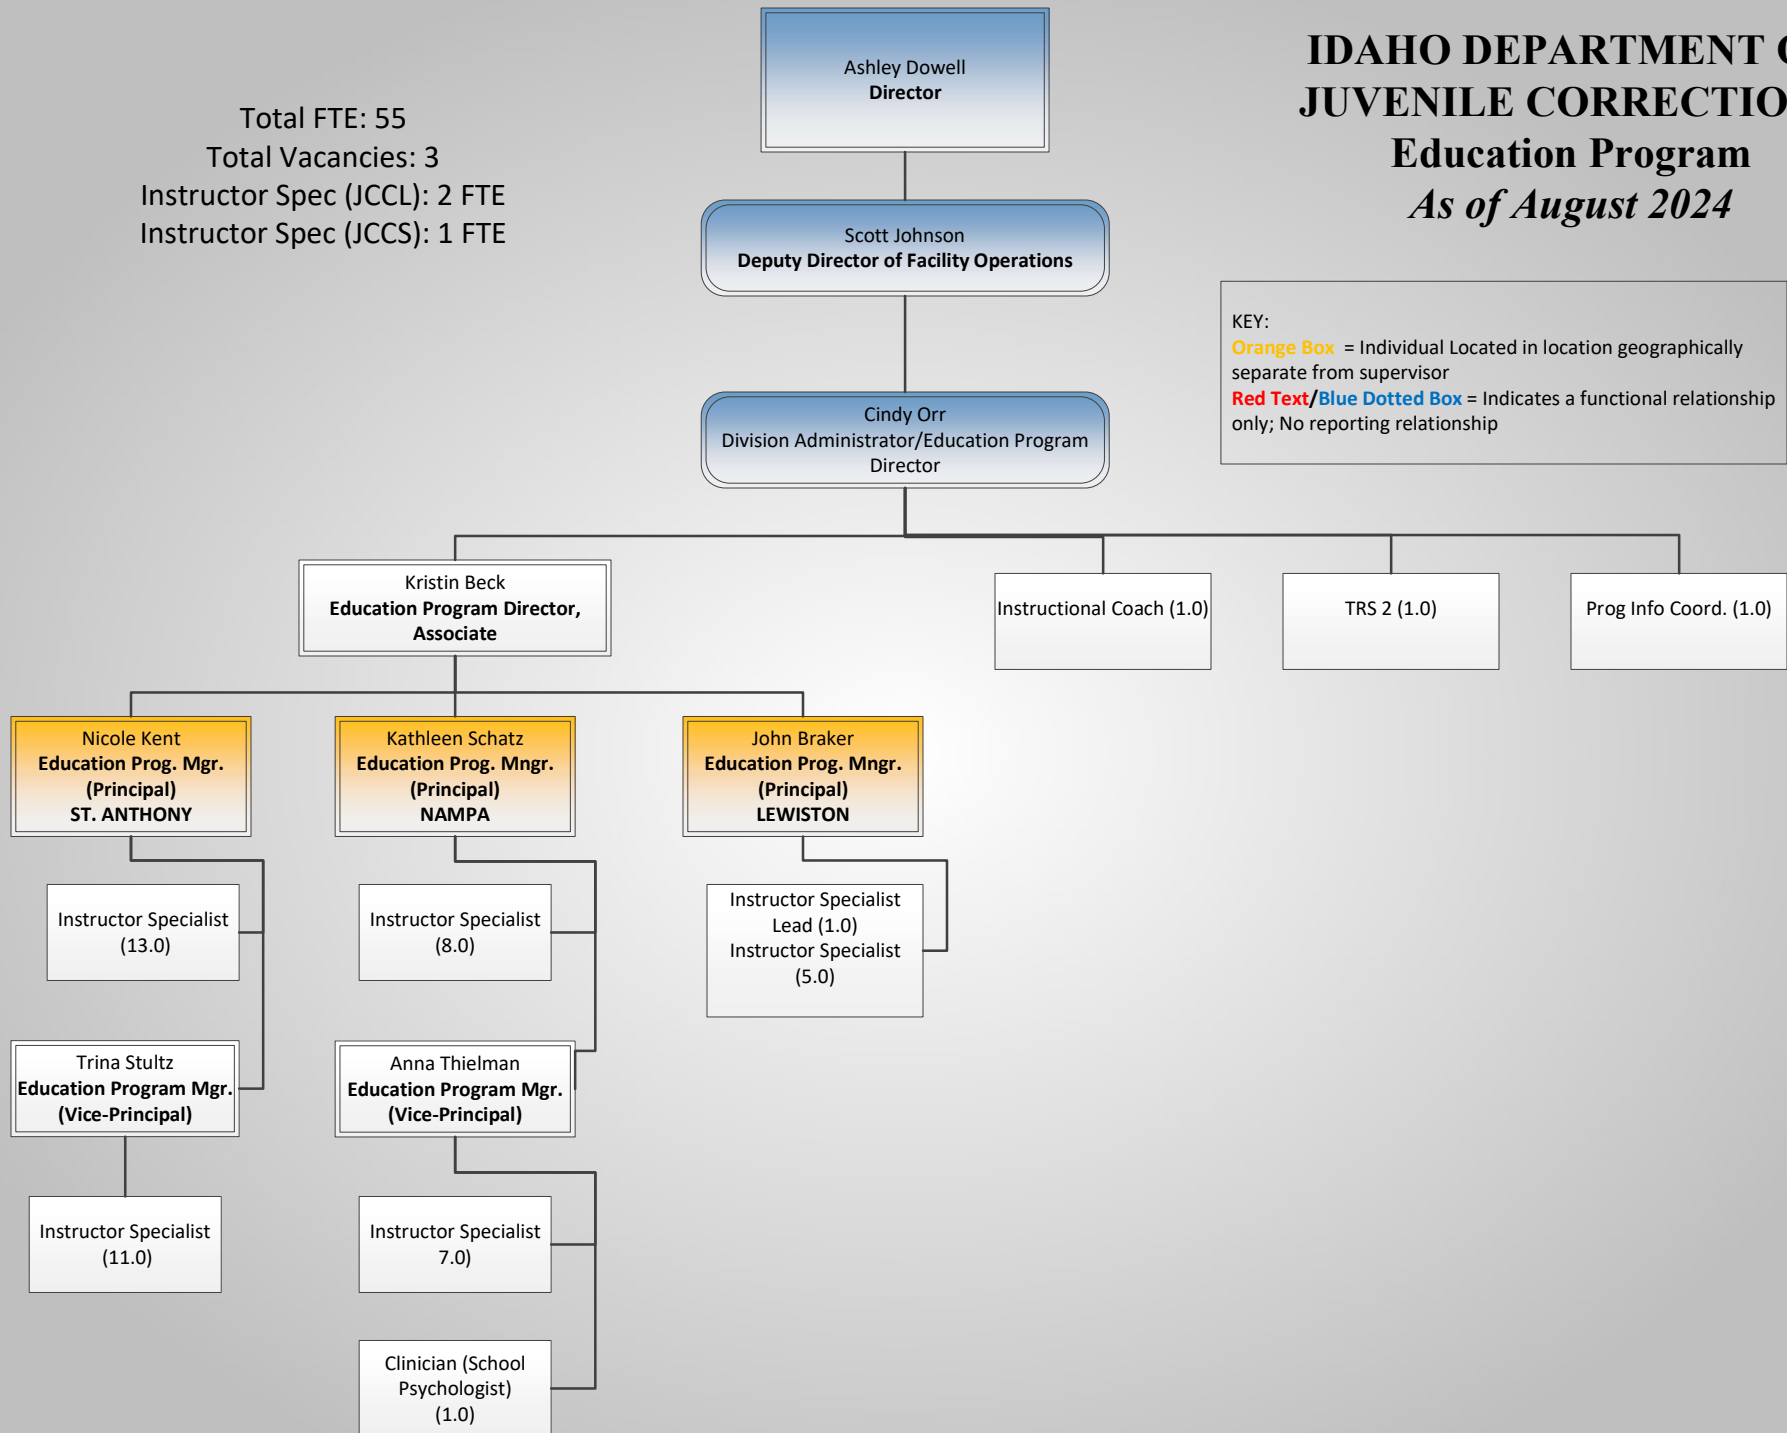 Total FTE: 55
Total Vacancies: 3
Instructor Spec (JCCL): 2 FTE
Instructor Spec (JCCS): 1 FTE
Ashley Dowell
Director
IDAHO DEPARTMENT
JUVENILE CORRECTIO
Education Program
As of August 2024
Scott Johnson
Deputy Director of Facility Operations
KEY:
Orange Box = Individual Located in location geographically
separate from supervisor
Red Text/Blue Dotted Box = Indicates a functional relationship
only; No reporting relationship
Cindy Orr
Division Administrator/Education Program
Director
Kristin Beck
Education Program Director,
Associate
Instructional Coach (1.0)
TRS 2 (1.0)
Prog Info Coord. (1.0)
Nicole Kent
Education Prog. Mgr.
(Principal)
ST. ANTHONY
Kathleen Schatz
Education Prog. Mngr.
(Principal)
NAMPA
John Braker
Education Prog. Mngr.
(Principal)
LEWISTON
Instructor Specialist
(13.0)
Instructor Specialist
(8.0)
Instructor Specialist
Lead (1.0)
Instructor Specialist
(5.0)
Trina Stultz
Education Program Mgr.
(Vice-Principal)
Anna Thielman
Education Program Mgr.
(Vice-Principal)
Instructor Specialist
(11.0)
Instructor Specialist
7.0)
Clinician (School
Psychologist)
(1.0)